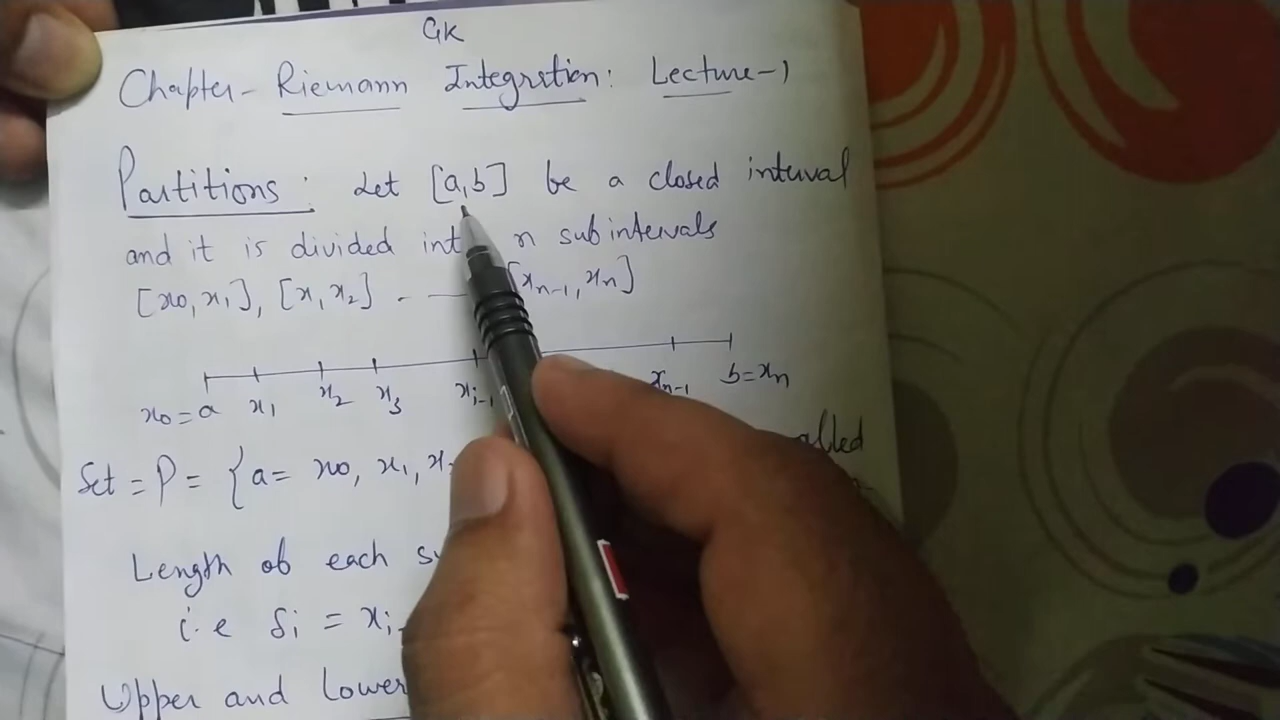 GK
Chapter- Riemann Integration: Lecture-1
Partitions: Let [a,b] be a closed interval
and it is divided int n subintervals
[x0, x1], [x1 x2] - — [xn-1, xn]
x0 = a x1 x2 x3 xi-1 xn-1 b=xn
Set = P = {a= x0, x1,
Length of each
i.e δi = xi
Upper and lower